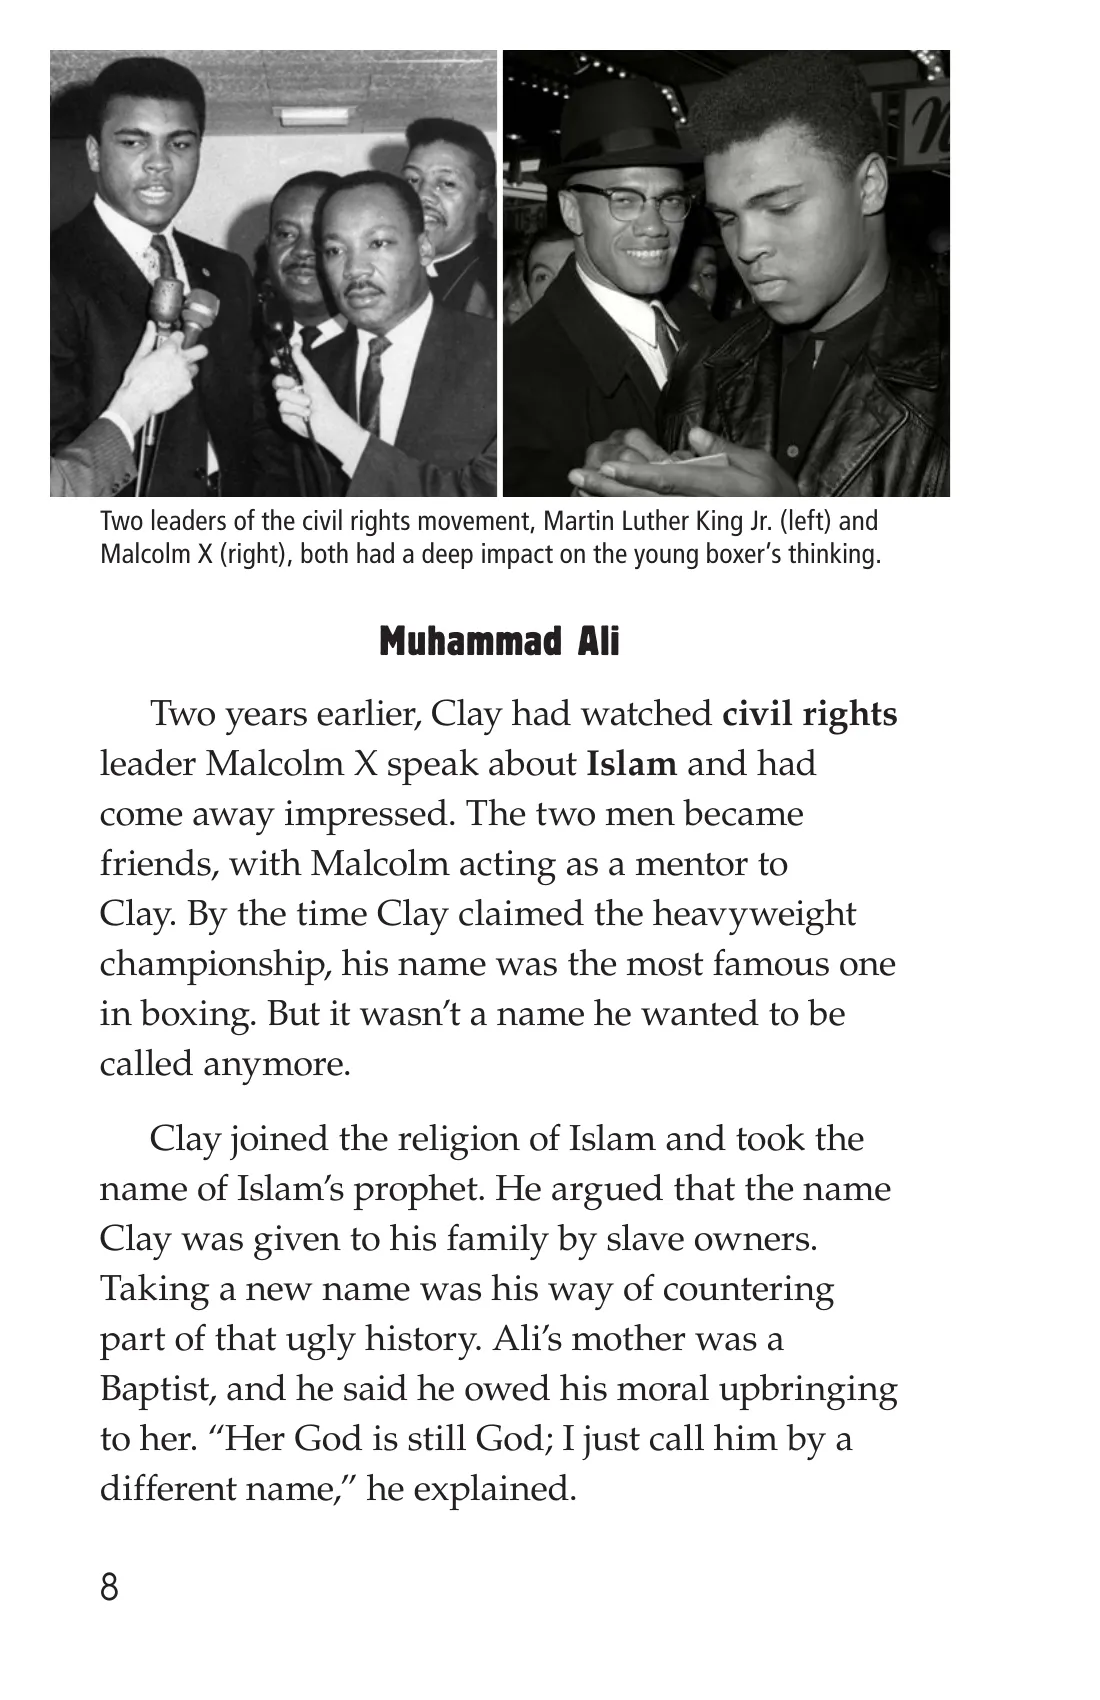 Two leaders of the civil rights movement, Martin Luther King Jr. (left) and
Malcolm X (right), both had a deep impact on the young boxer’s thinking.
Muhammad Ali
Two years earlier, Clay had watched civil rights
leader Malcolm X speak about Islam and had
come away impressed. The two men became
friends, with Malcolm acting as a mentor to
Clay. By the time Clay claimed the heavyweight
championship, his name was the most famous one
in boxing. But it wasn’t a name he wanted to be
called anymore.
Clay joined the religion of Islam and took the
name of Islam’s prophet. He argued that the name
Clay was given to his family by slave owners.
Taking a new name was his way of countering
part of that ugly history. Ali’s mother was a
Baptist, and he said he owed his moral upbringing
to her. “Her God is still God; I just call him by a
different name,” he explained.
8